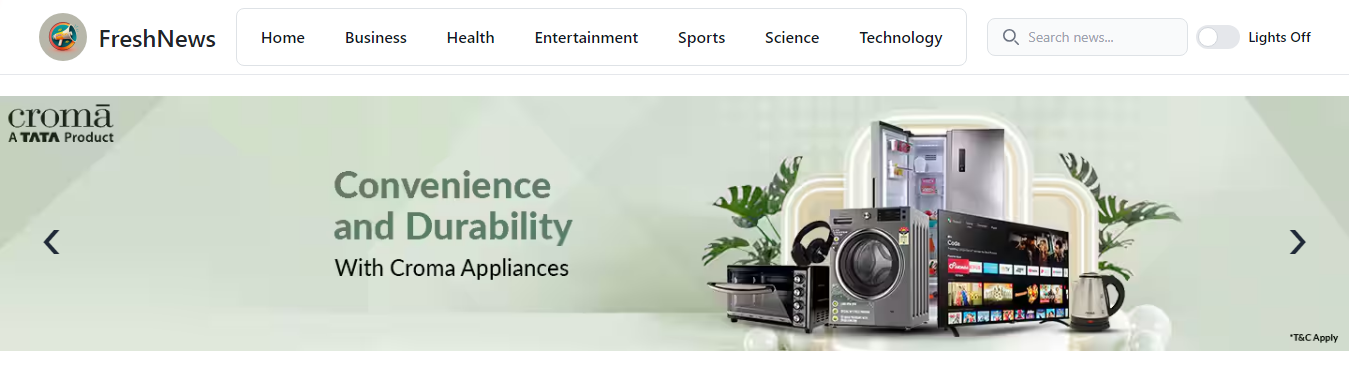 FreshNews
Home Business Health Entertainment Sports Science Technology
Search news...
Lights Off
cromā
A TATA Product
Convenience
and Durability
With Croma Appliances
Code
*T&C Apply